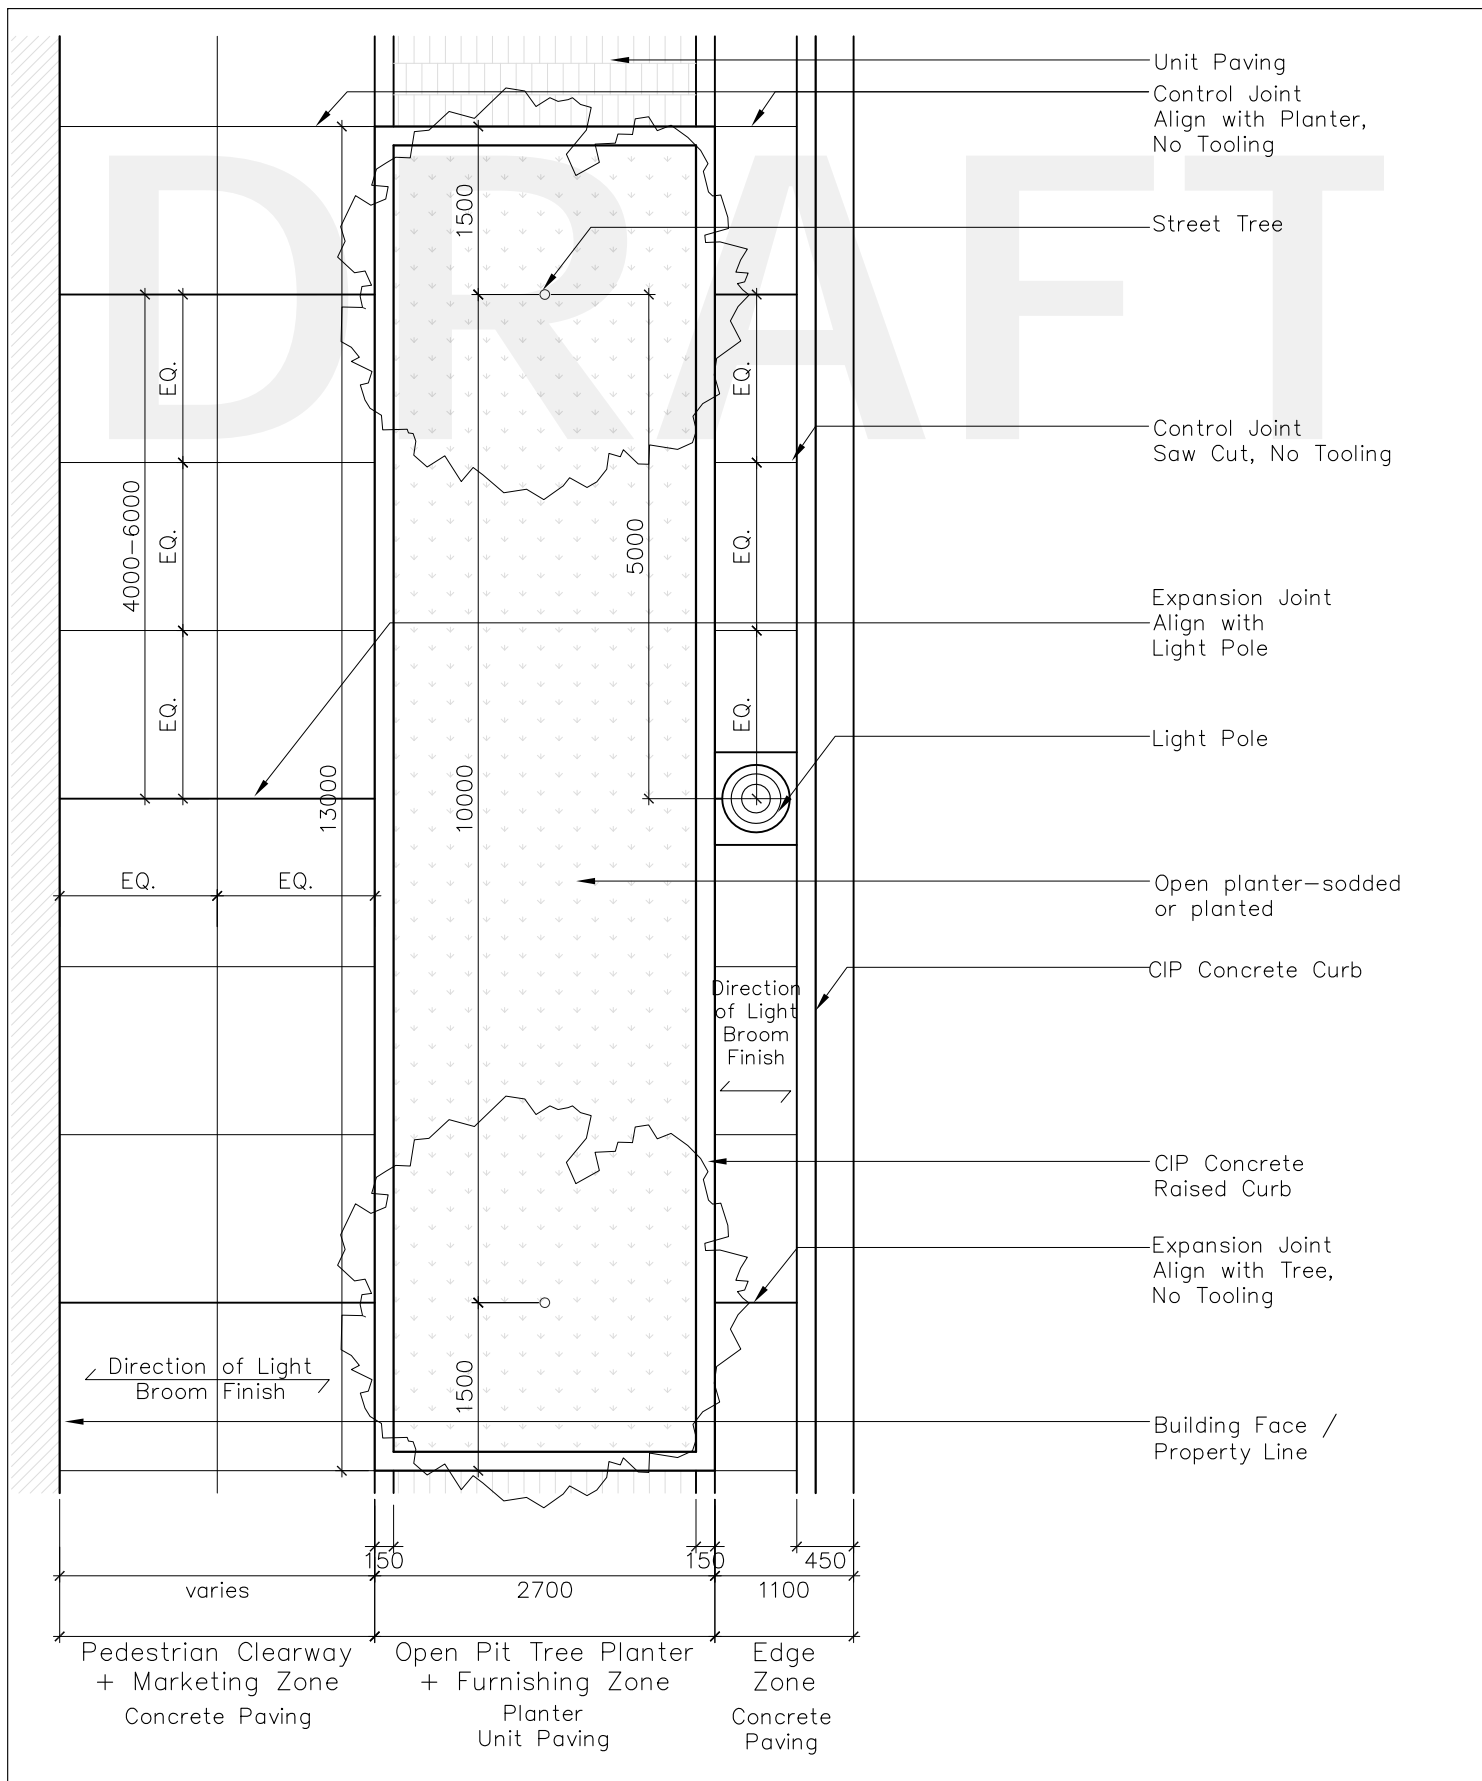 DRAFT
Unit Paving
Control Joint
Align with Planter,
No Tooling
1500
Street Tree
EQ.
EQ.
Control Joint
Saw Cut, No Tooling
4000-6000
EQ.
5000
EQ.
Expansion Joint
Align with
Light Pole
EQ.
EQ.
Light Pole
13000
10000
EQ.
EQ.
Open planter-sodded
or planted
CIP Concrete Curb
Direction
of Light
Broom
Finish
CIP Concrete
Raised Curb
Expansion Joint
Align with Tree,
No Tooling
Direction of Light
Broom Finish
1500
Building Face /
Property Line
150
150
450
varies
2700
1100
Pedestrian Clearway
+ Marketing Zone
Concrete Paving
Open Pit Tree Planter
+ Furnishing Zone
Planter
Unit Paving
Edge
Zone
Concrete
Paving